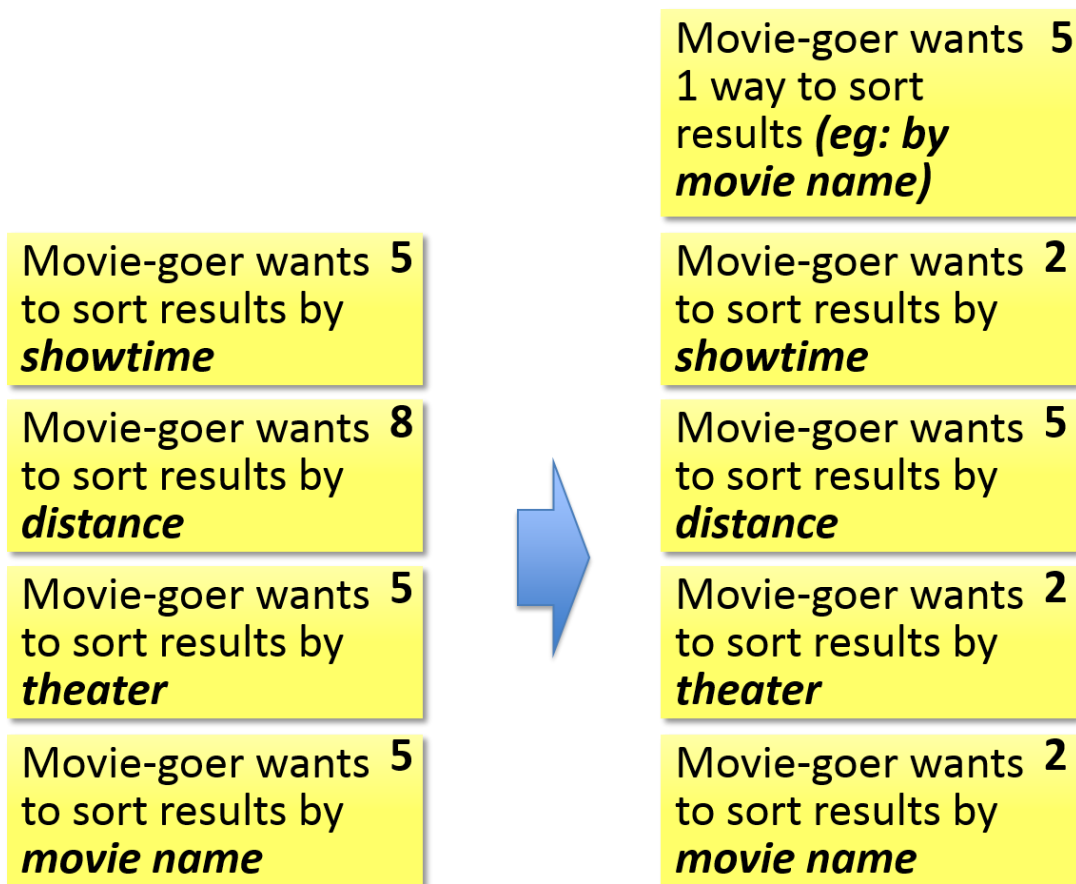 Movie-goer wants 5
to sort results by
showtime
Movie-goer wants 8
to sort results by
distance
Movie-goer wants 5
to sort results by
theater
Movie-goer wants 5
to sort results by
movie name
Movie-goer wants 5
1 way to sort
results (eg: by
movie name)
Movie-goer wants 2
to sort results by
showtime
Movie-goer wants 5
to sort results by
distance
Movie-goer wants 2
to sort results by
theater
Movie-goer wants 2
to sort results by
movie name